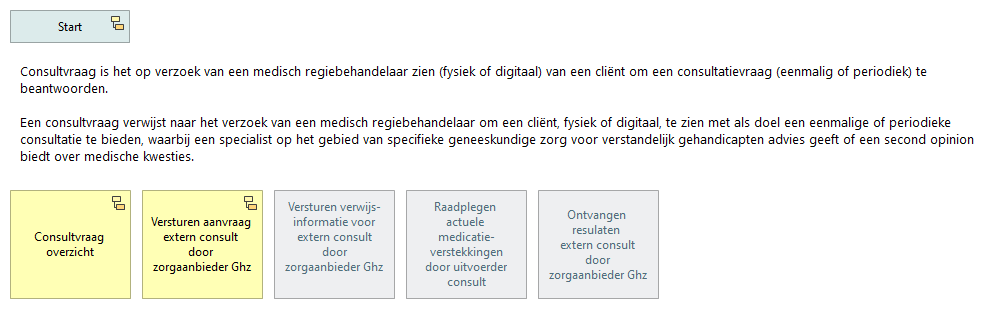 Start
Consultvraag is het op verzoek van een medisch regiebehandelaar zien (fysiek of digitaal) van een cliënt om een consultatievraag (eenmalig of periodiek) te
beantwoorden.
Een consultvraag verwijst naar het verzoek van een medisch regiebehandelaar om een cliënt, fysiek of digitaal, te zien met als doel een eenmalige of periodieke
consultatie te bieden, waarbij een specialist op het gebied van specifieke geneeskundige zorg voor verstandelijk gehandicapten advies geeft of een second opinion
biedt over medische kwesties.
Consultvraag
overzicht
Versturen aanvraag
extern consult
door
zorgaanbieder Ghz
Versturen verwijs-
informatie voor
extern consult
door
zorgaanbieder Ghz
Raadplegen
actuele
medicatie-
verstekkingen
door uitvoerder
consult
Ontvangen
resulaten
extern consult
door
zorgaanbieder Ghz